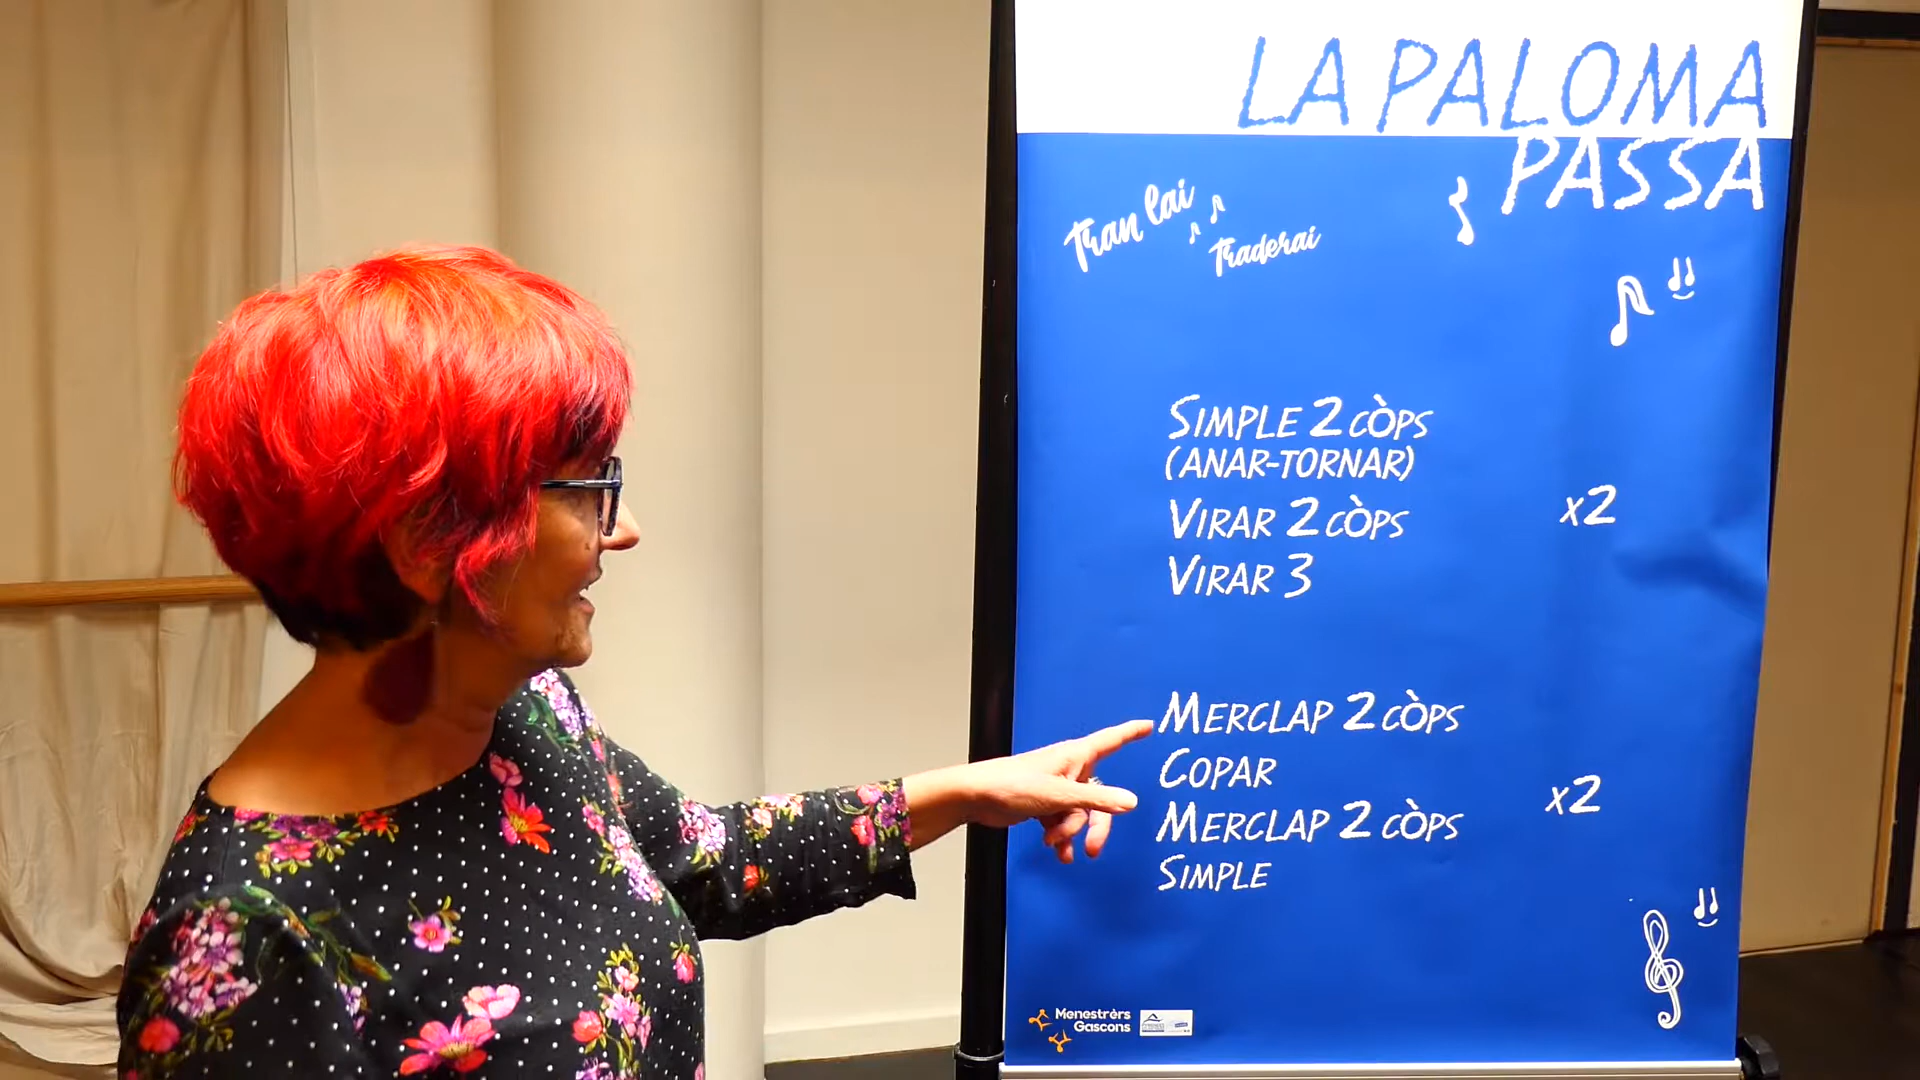 LA PALOMA
PASSA
Tran lai
Traderai
SIMPLE 2 CÒPS
(ANAR-TORNAR)
VIRAR 2 CÒPS
x2
VIRAR 3
MERCLAP 2 CÒPS
COPAR
x2
MERCLAP 2 CÒPS
SIMPLE
Menestrèrs
Gascons